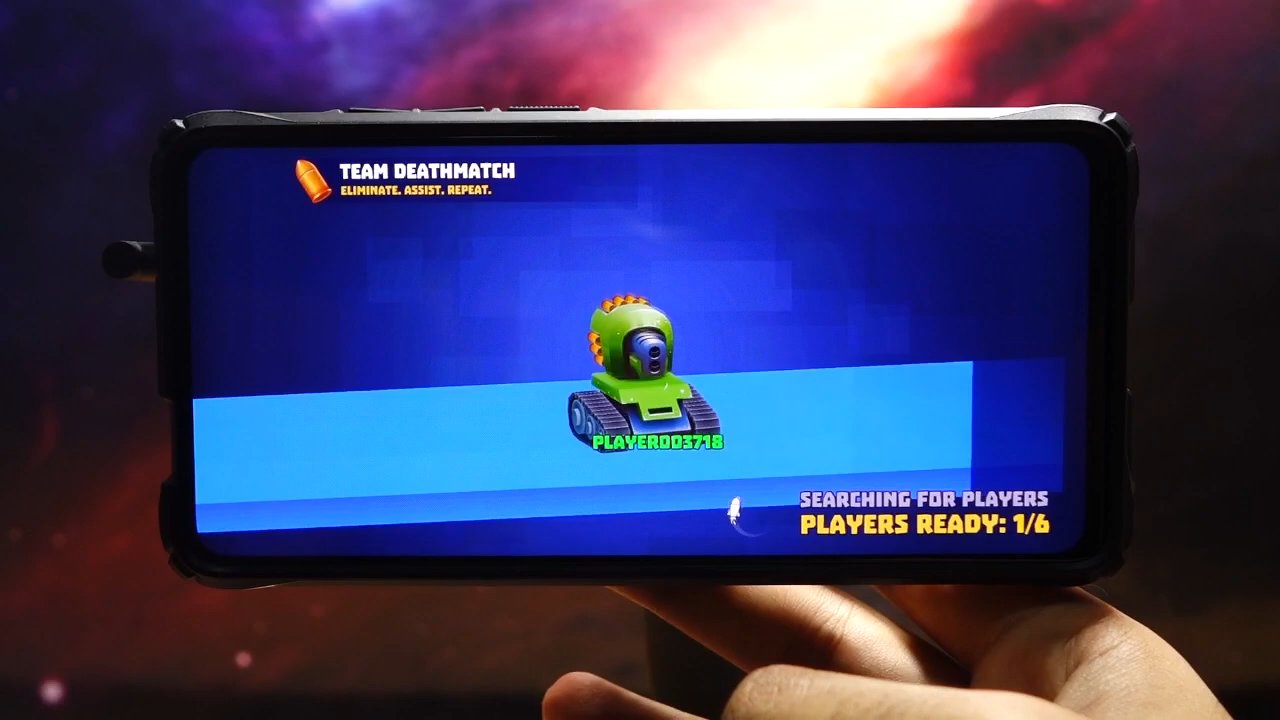 TEAM DEATHMATCH
ELIMINATE. ASSIST. REPEAT.
PLAYER003718
SEARCHING FOR PLAYERS
PLAYERS READY: 1/6